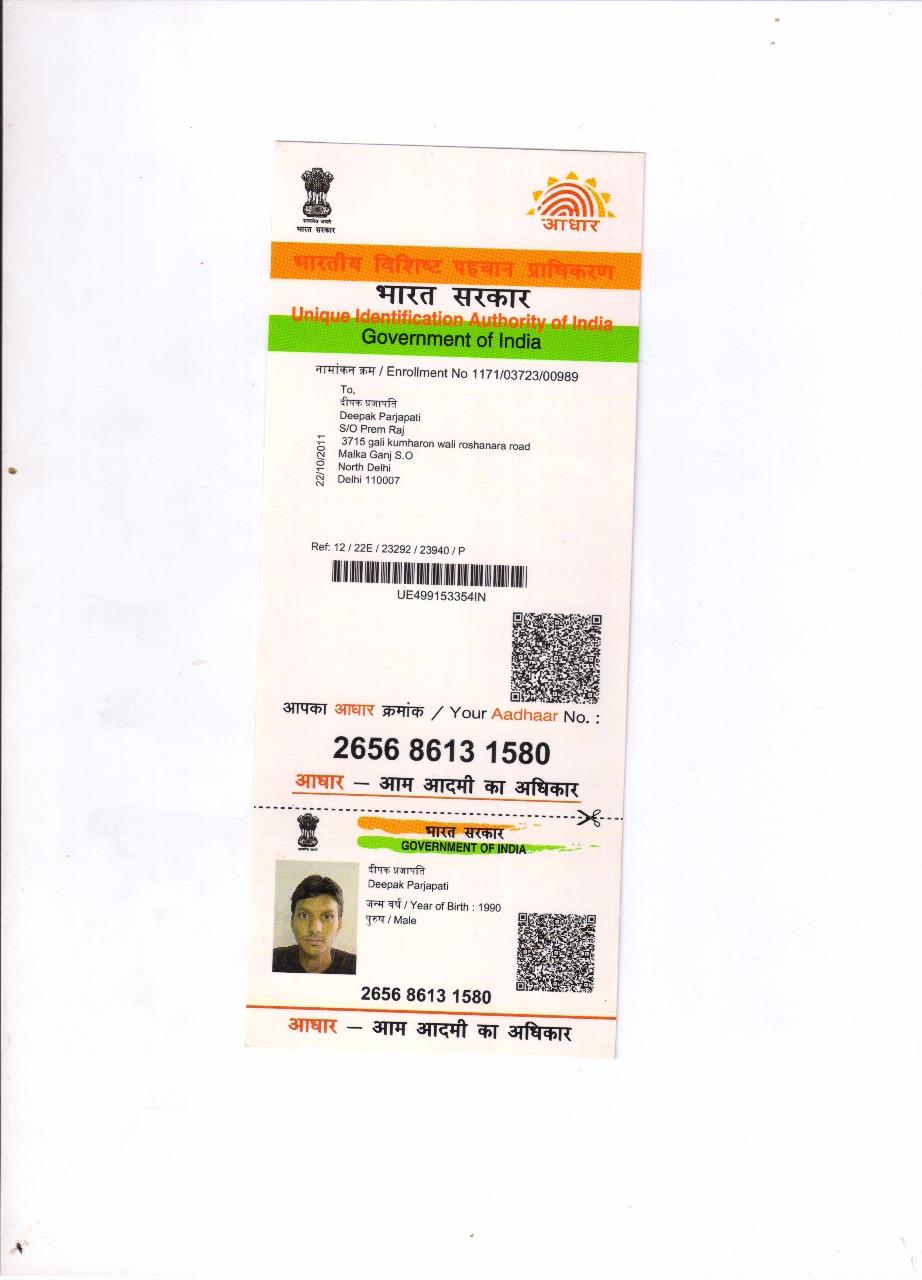 सत्यमेव जयते
भारत सरकार
आधार
भारतीय विशिष्ट पहचान प्राधिकरण
भारत सरकार
Unique Identification Authority of India
Government of India
नामांकन क्रम / Enrollment No 1171/03723/00989
To,
दीपक प्रजापति
Deepak Parjapati
S/O Prem Raj
3715 gali kumharon wali roshanara road
Malka Ganj S.O
North Delhi
Delhi 110007
22/10/2011
Ref: 12 / 22E / 23292 / 23940 / P
UE499153354IN
आपका आधार क्रमांक / Your Aadhaar No. :
2656 8613 1580
आधार – आम आदमी का अधिकार
सत्यमेव जयते
भारत सरकार
GOVERNMENT OF INDIA
दीपक प्रजापति
Deepak Parjapati
जन्म वर्ष / Year of Birth : 1990
पुरुष / Male
2656 8613 1580
आधार – आम आदमी का अधिकार